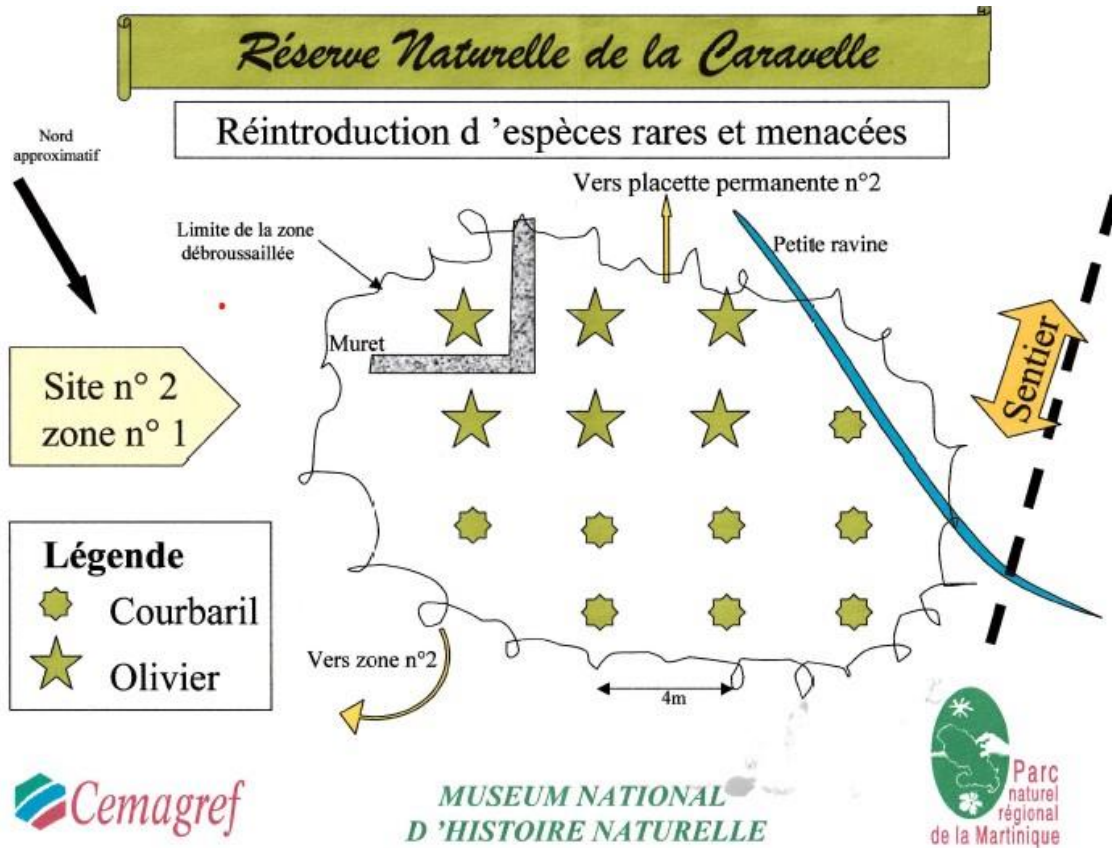 Réserve Naturelle de la Caravelle
Réintroduction d ’espèces rares et menacées
Nord
approximatif
Vers placette permanente n°2
Limite de la zone
débroussaillée
Petite ravine
Muret
Sentier
Site n° 2
zone n° 1
Légende
Courbaril
Olivier
Vers zone n°2
4m
Cemagref
MUSEUM NATIONAL
D ’HISTOIRE NATURELLE
Parc
naturel
régional
de la Martinique